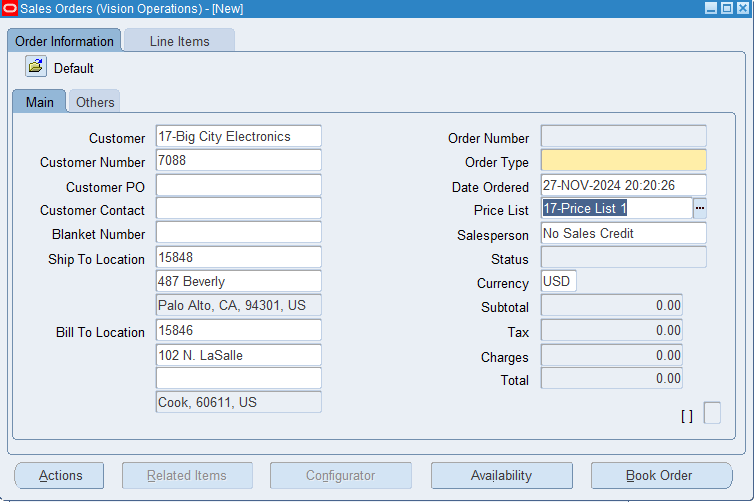 Sales Orders (Vision Operations) - [New]
Order Information
Line Items
Default
Main
Others
Customer 17-Big City Electronics
Customer Number 7088
Customer PO
Customer Contact
Blanket Number
Ship To Location 15848
487 Beverly
Palo Alto, CA, 94301, US
Bill To Location 15846
102 N. LaSalle
Cook, 60611, US
Order Number
Order Type
Date Ordered 27-NOV-2024 20:20:26
Price List 17-Price List 1 ...
Salesperson No Sales Credit
Status
Currency USD
Subtotal 0.00
Tax 0.00
Charges 0.00
Total 0.00
[ ]
Actions
Related Items
Configurator
Availability
Book Order